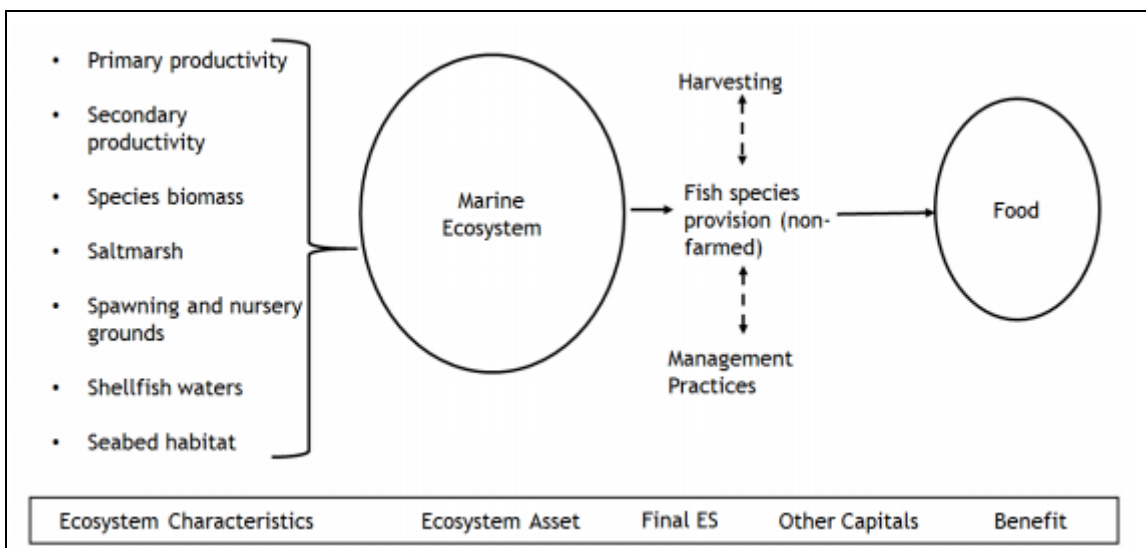 Primary productivity
Secondary
productivity
Species biomass
Saltmarsh
Spawning and nursery
grounds
Shellfish waters
Seabed habitat
Marine
Ecosystem
Harvesting
Fish species
provision (non-
farmed)
Management
Practices
Food
Ecosystem Characteristics Ecosystem Asset Final ES Other Capitals Benefit